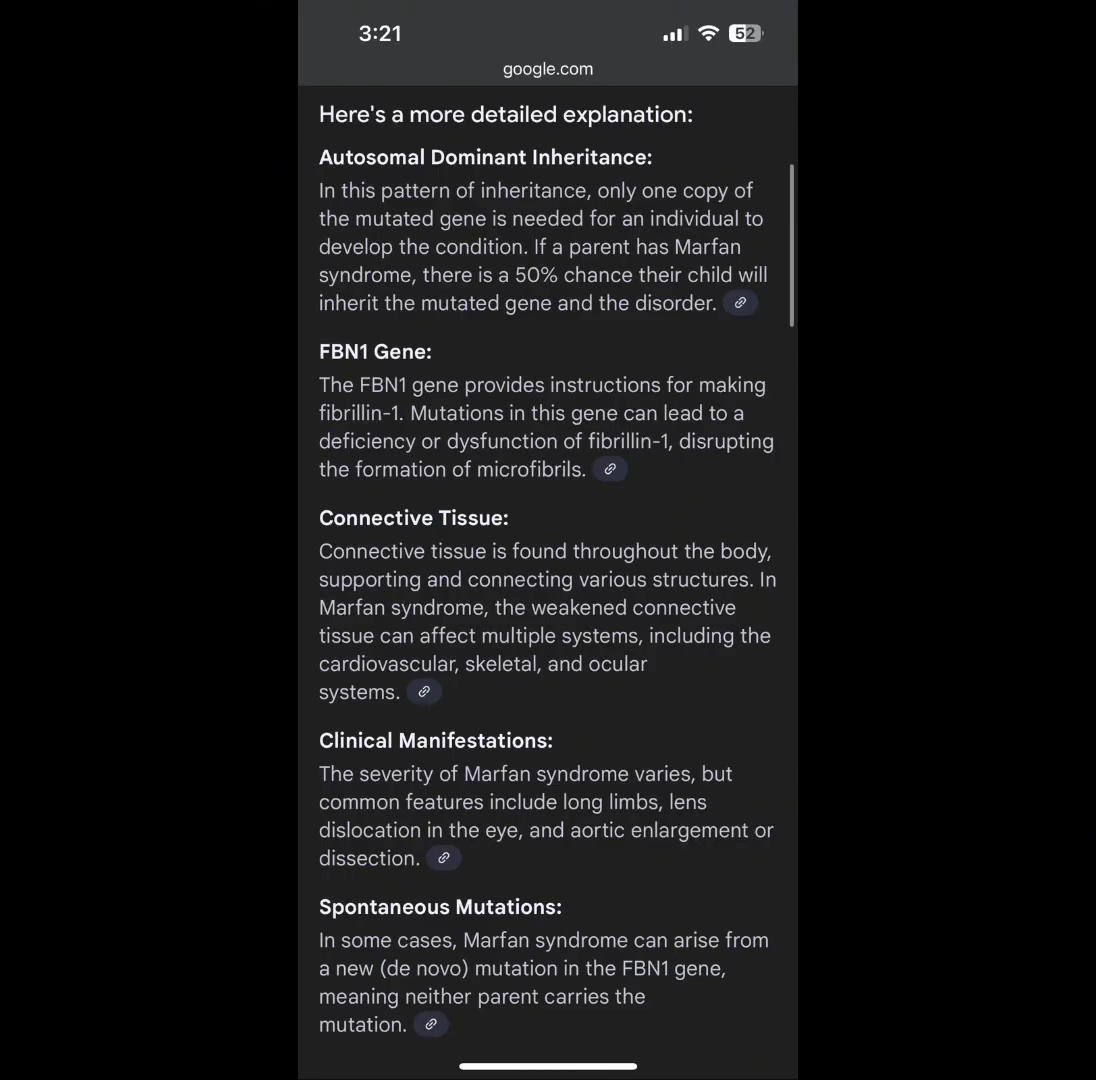 3:21
52
google.com
Here's a more detailed explanation:
Autosomal Dominant Inheritance:
In this pattern of inheritance, only one copy of
the mutated gene is needed for an individual to
develop the condition. If a parent has Marfan
syndrome, there is a 50% chance their child will
inherit the mutated gene and the disorder.
FBN1 Gene:
The FBN1 gene provides instructions for making
fibrillin-1. Mutations in this gene can lead to a
deficiency or dysfunction of fibrillin-1, disrupting
the formation of microfibrils.
Connective Tissue:
Connective tissue is found throughout the body,
supporting and connecting various structures. In
Marfan syndrome, the weakened connective
tissue can affect multiple systems, including the
cardiovascular, skeletal, and ocular
systems.
Clinical Manifestations:
The severity of Marfan syndrome varies, but
common features include long limbs, lens
dislocation in the eye, and aortic enlargement or
dissection.
Spontaneous Mutations:
In some cases, Marfan syndrome can arise from
a new (de novo) mutation in the FBN1 gene,
meaning neither parent carries the
mutation.